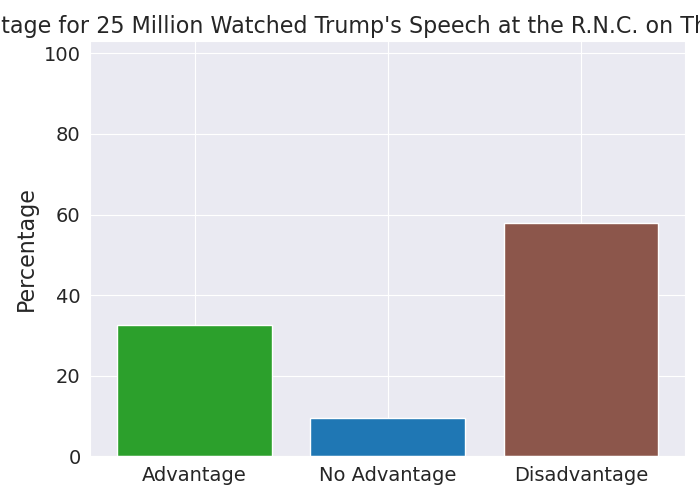 tage for 25 Million Watched Trump's Speech at the R.N.C. on Th
100
80
60
40
20
0
Percentage
Advantage No Advantage Disadvantage